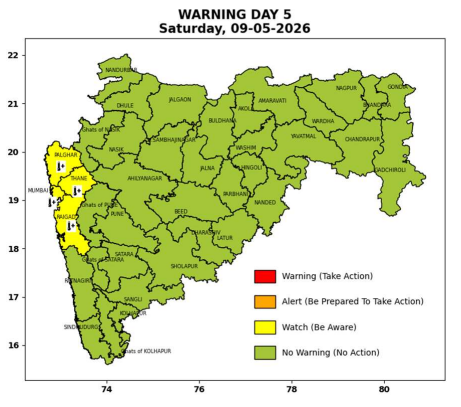 WARNING DAY 5
Saturday, 09-05-2026
22
21
20
19
18
17
16
74
76
78
80
NANDURBAR
DHULE
JALGAON
NAGPUR
GONDIA
BHANDARA
AMARAVATI
AKOLA
BULDHANA
WARDHA
Ghats of NASIK
NASIK
WASHIM
YAVATMAL
CHANDRAPUR
PALGHAR
JALNA
HINGOLI
GADCHIROLI
THANE
AHILYANAGAR
MUMBAI
PARBHANI
Ghats of PUNE
NANDED
RAIGAD
PUNE
BEED
DHARASHIV
LATUR
SATARA
Ghats of SATARA
SHOLAPUR
RATNAGIRI
SANGLI
KOLHAPUR
SINDHUDURG
Ghats of KOLHAPUR
Warning (Take Action)
Alert (Be Prepared To Take Action)
Watch (Be Aware)
No Warning (No Action)